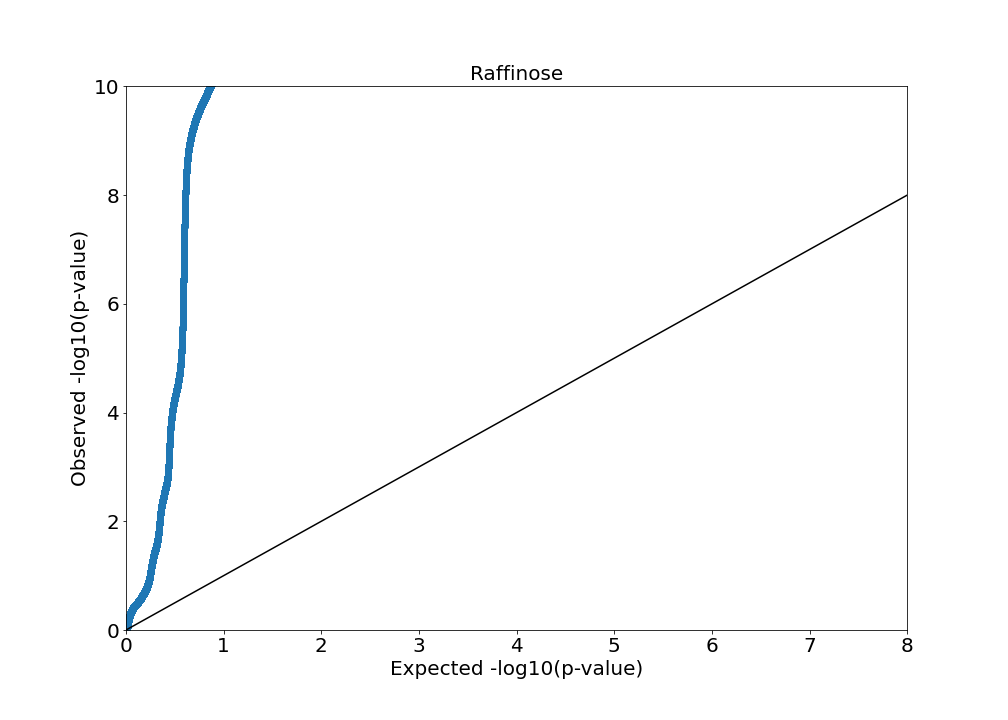 Raffinose
10
8
6
4
2
0
Observed -log10(p-value)
0 1 2 3 4 5 6 7 8
Expected -log10(p-value)